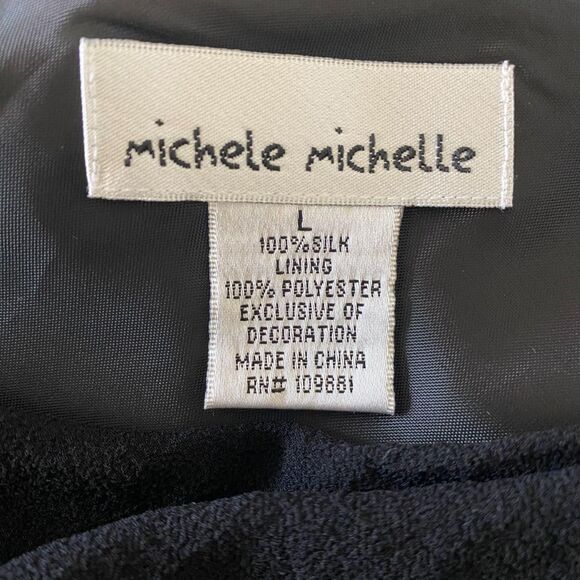 michele michelle
L
100% SILK
LINING
100% POLYESTER
EXCLUSIVE OF
DECORATION
MADE IN CHINA
RN# 109881